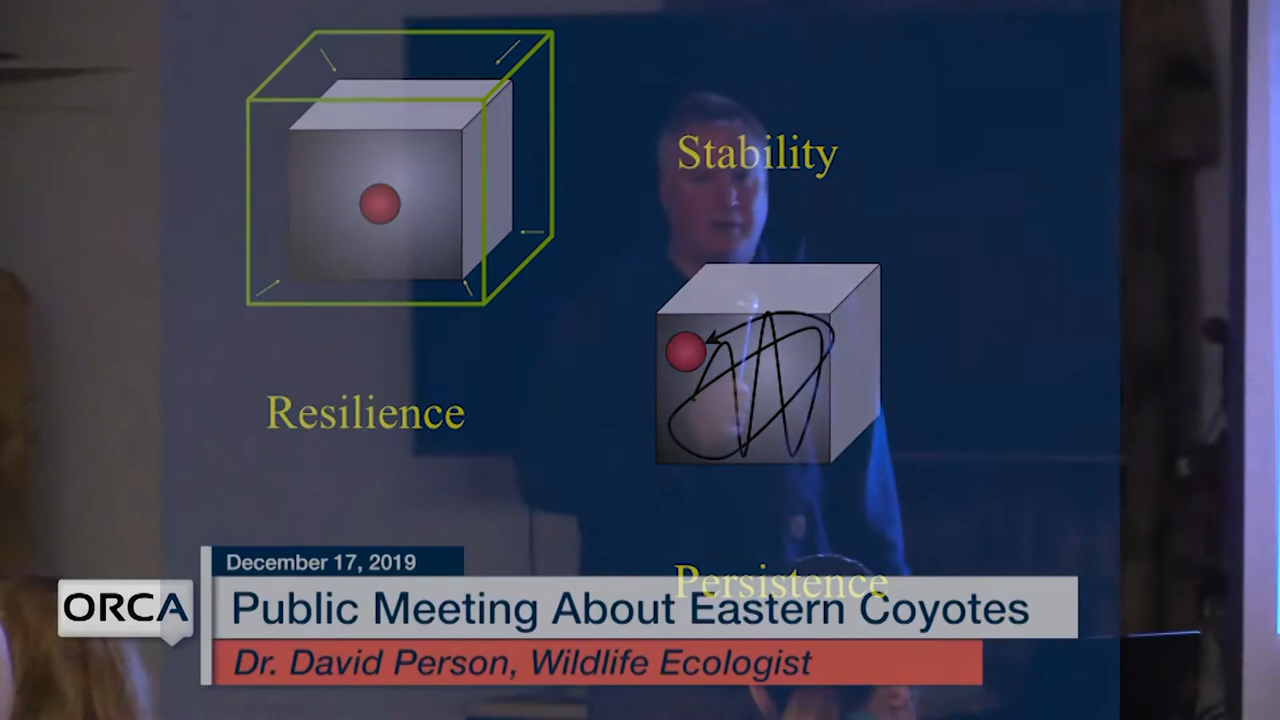 Stability
Resilience
Persistence
December 17, 2019
ORCA
Public Meeting About Eastern Coyotes
Dr. David Person, Wildlife Ecologist